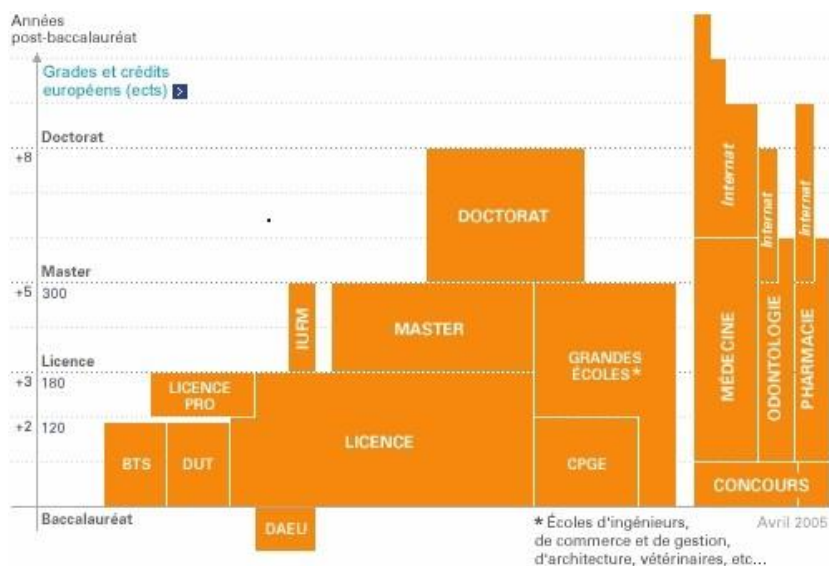 Années
post-baccalauréat
Grades et crédits
européens (ects)
Doctorat
+8
DOCTORAT
Internat
Internat
Internat
Master
+5 300
IUFM
MASTER
GRANDES
ÉCOLES*
MÉDECINE
ODONTOLOGIE
PHARMACIE
Licence
+3 180
LICENCE
PRO
+2 120
LICENCE
BTS
DUT
CPGE
CONCOURS
Baccalauréat
DAEU
* Écoles d'ingénieurs,
de commerce et de gestion,
d'architecture, vétérinaires, etc...
Avril 2005